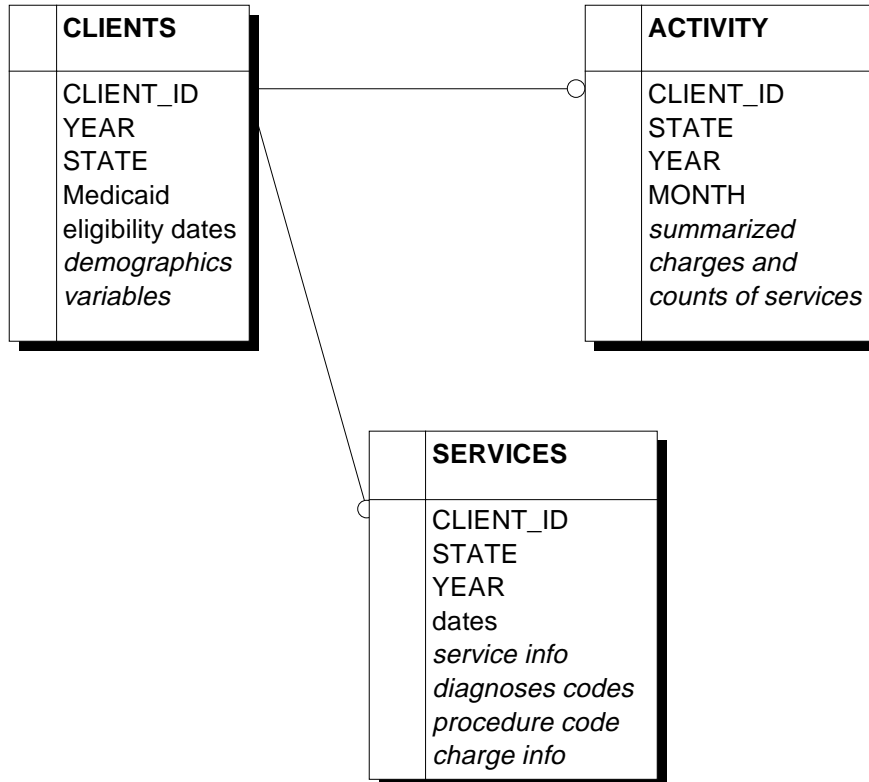 CLIENTS
CLIENT_ID
YEAR
STATE
Medicaid
eligibility dates
demographics
variables
ACTIVITY
CLIENT_ID
STATE
YEAR
MONTH
summarized
charges and
counts of services
SERVICES
CLIENT_ID
STATE
YEAR
dates
service info
diagnoses codes
procedure code
charge info